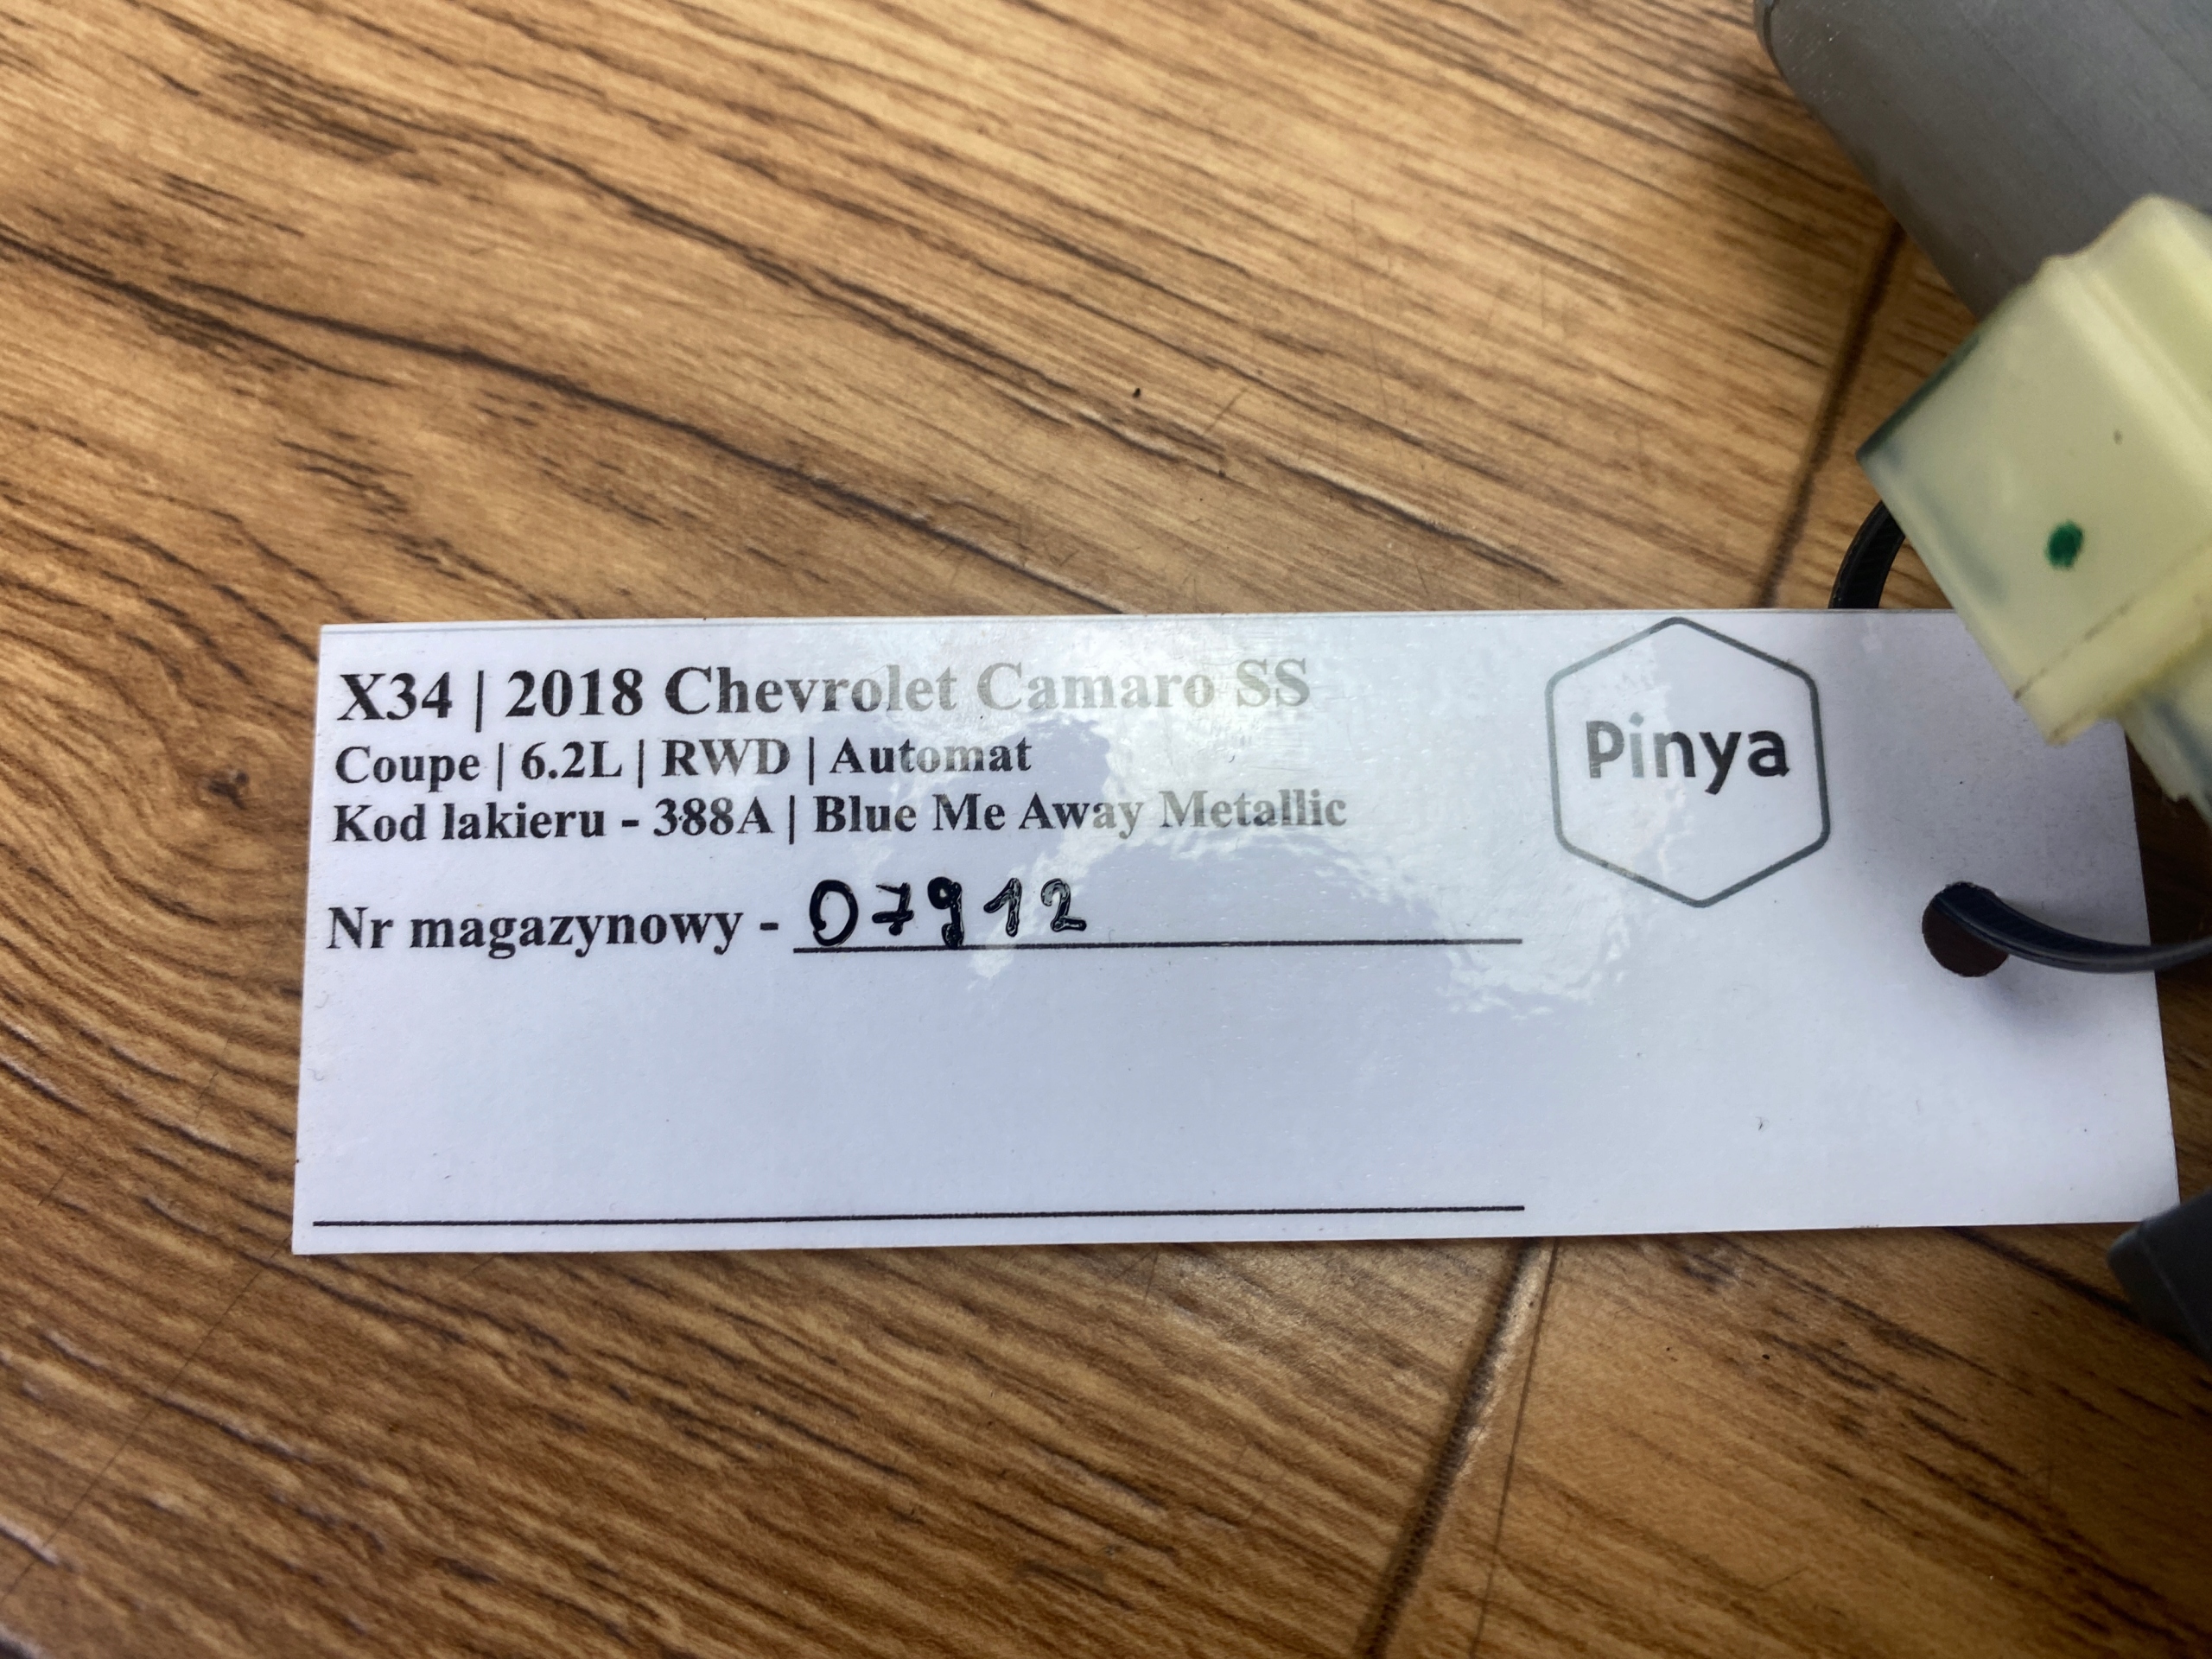 X34 | 2018 Chevrolet Camaro SS
Coupe | 6.2L | RWD | Automat
Kod lakieru - 388A | Blue Me Away Metallic
Nr magazynowy - 07912
Pinya